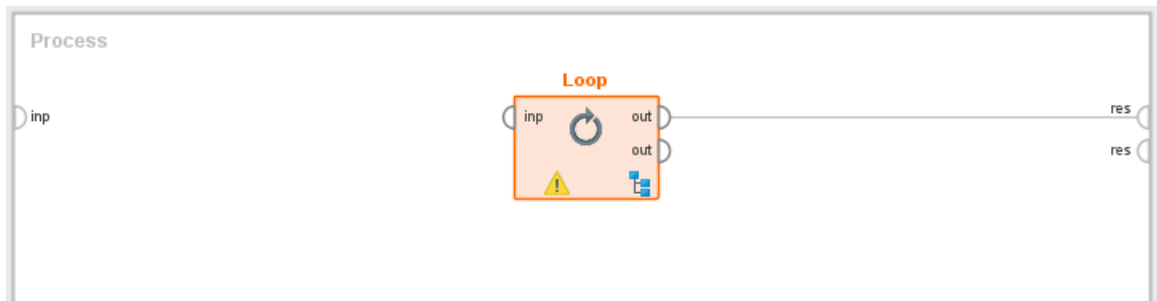 Process
Loop
inp
inp
out
res
out
res